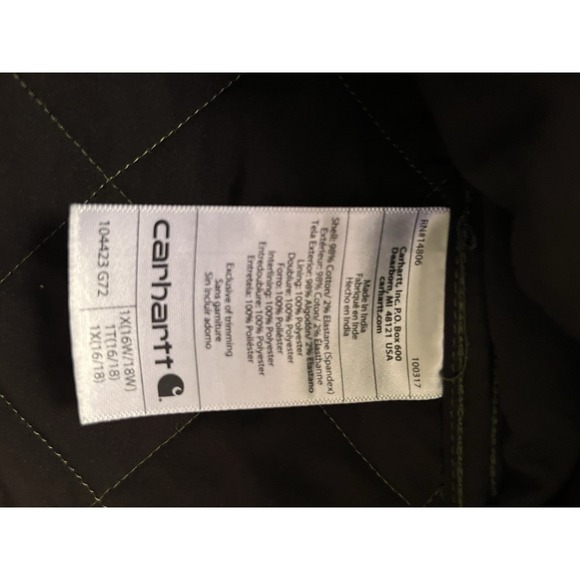 RN#14806
100317
Carhartt, Inc. P.O. Box 600
Dearborn, MI 48121 USA
carhartt.com
Made in India
Fabriqué en Inde
Hecho en India
Shell: 98% Cotton/ 2% Elastane (Spandex)
Extérieur: 98% Coton/ 2% Élasthanne
Tela Exterior: 98% Algodón/ 2% Elastano
Lining: 100% Polyester
Doublure: 100% Polyester
Forro: 100% Poliéster
Interlining: 100% Polyester
Entredoublure: 100% Polyester
Entretela: 100% Poliéster
Exclusive of trimming
Sans garniture
Sin Incluir adorno
carhartt
104423 G72
1X(16W/18W)
1T(16/18)
1X(16/18)